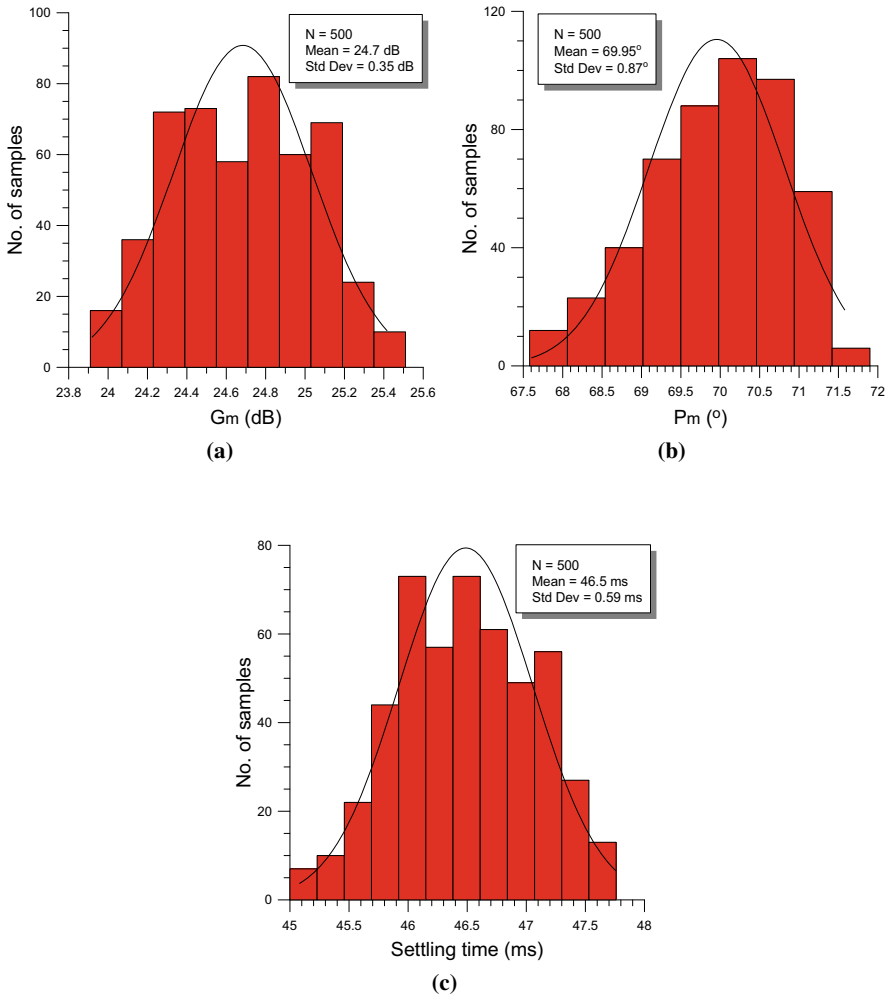 100
80
60
40
20
0
No. of samples
N = 500
Mean = 24.7 dB
Std Dev = 0.35 dB
23.8 24 24.2 24.4 24.6 24.8 25 25.2 25.4 25.6
Gm (dB)
(a)
120
80
40
0
No. of samples
N = 500
Mean = 69.95°
Std Dev = 0.87°
67.5 68 68.5 69 69.5 70 70.5 71 71.5 72
Pm (°)
(b)
80
60
40
20
0
No. of samples
N = 500
Mean = 46.5 ms
Std Dev = 0.59 ms
45 45.5 46 46.5 47 47.5 48
Settling time (ms)
(c)